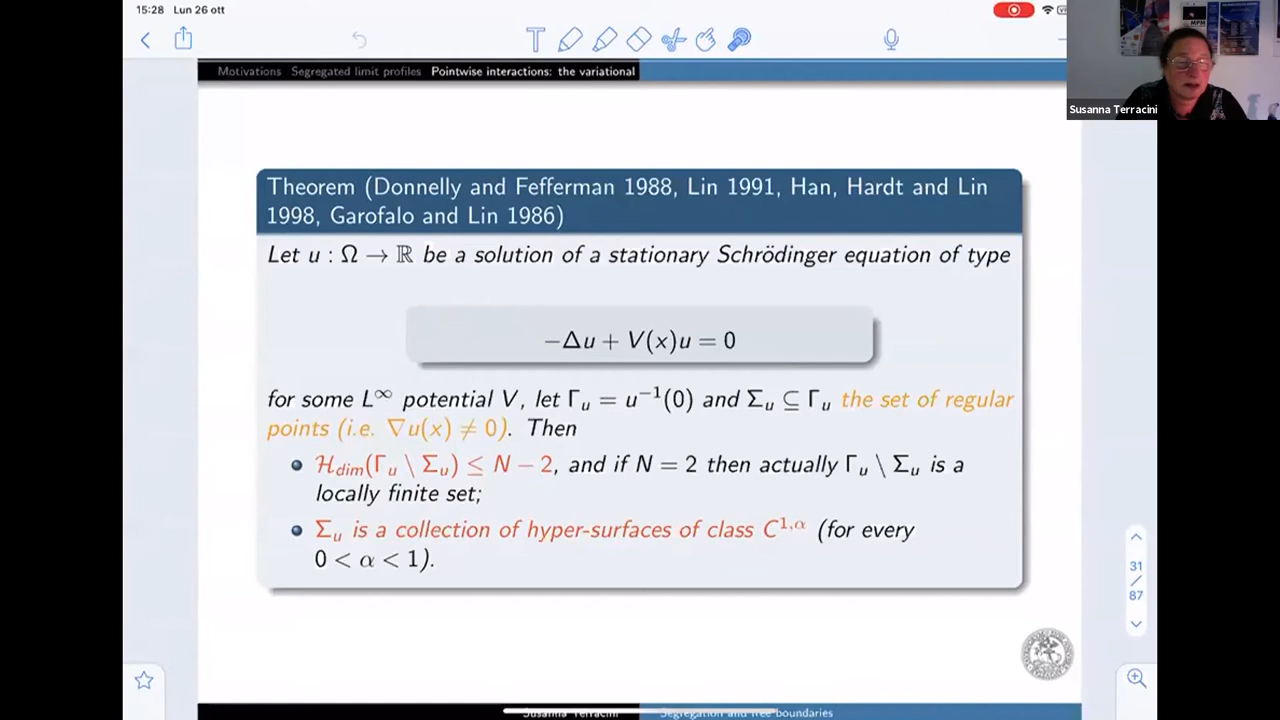 15:28 Lun 26 ott
Motivations Segregated limit profiles Pointwise interactions: the variational
Susanna Terracini
Theorem (Donnelly and Fefferman 1988, Lin 1991, Han, Hardt and Lin
1998, Garofalo and Lin 1986)
Let u : Ω → ℝ be a solution of a stationary Schrödinger equation of type
−Δu + V(x)u = 0
for some L^∞ potential V, let Γ_u = u^{−1}(0) and Σ_u ⊆ Γ_u the set of regular
points (i.e. ∇u(x) ≠ 0). Then
• ℋ_dim(Γ_u \ Σ_u) ≤ N − 2, and if N = 2 then actually Γ_u \ Σ_u is a
locally finite set;
• Σ_u is a collection of hyper-surfaces of class C^{1,α} (for every
0 < α < 1).
31
/
87
Susanna Terracini Segregation and free boundaries